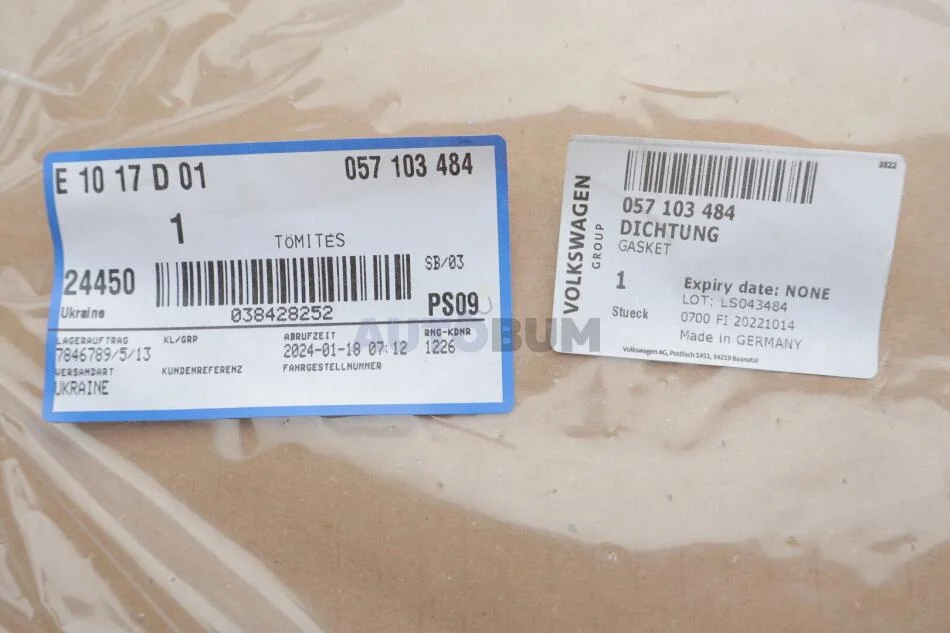 E 10 17 D 01
057 103 484
1
TÖMITÉS
24450
SB/03
Ukraine
038428252
PS09
LAGERAUFTRAG
KL/GRP
ABRUFZEIT
RNG-KDNR
7846789/5/13
2024-01-18 07:12
1226
VERSANDART
KUNDENREFERENZ
FAHRGESTELLNUMMER
UKRAINE
AUTOBUM
VOLKSWAGEN
GROUP
3822
057 103 484
DICHTUNG
GASKET
1
Expiry date: NONE
LOT: LS043484
Stueck
0700 FI 20221014
Made in GERMANY
Volkswagen AG, Postfach 1451, 34219 Baunatal